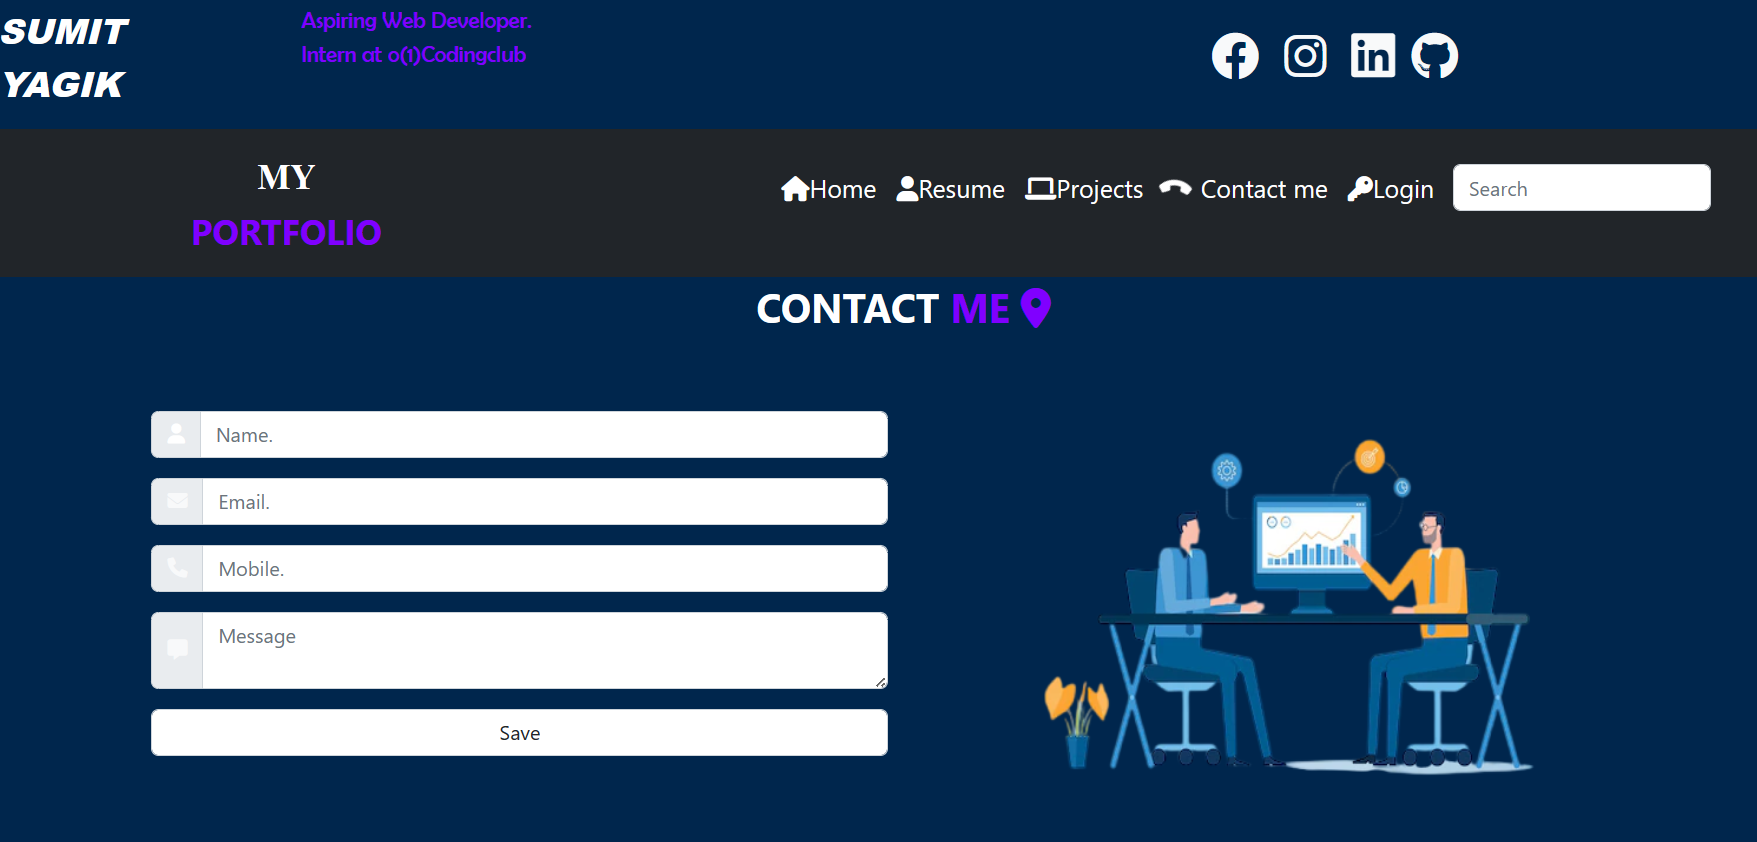 SUMIT
YAGIK
Aspiring Web Developer.
Intern at o(1)Codingclub
MY
PORTFOLIO
Home Resume Projects Contact me Login Search
CONTACT ME
Name.
Email.
Mobile.
Message
Save